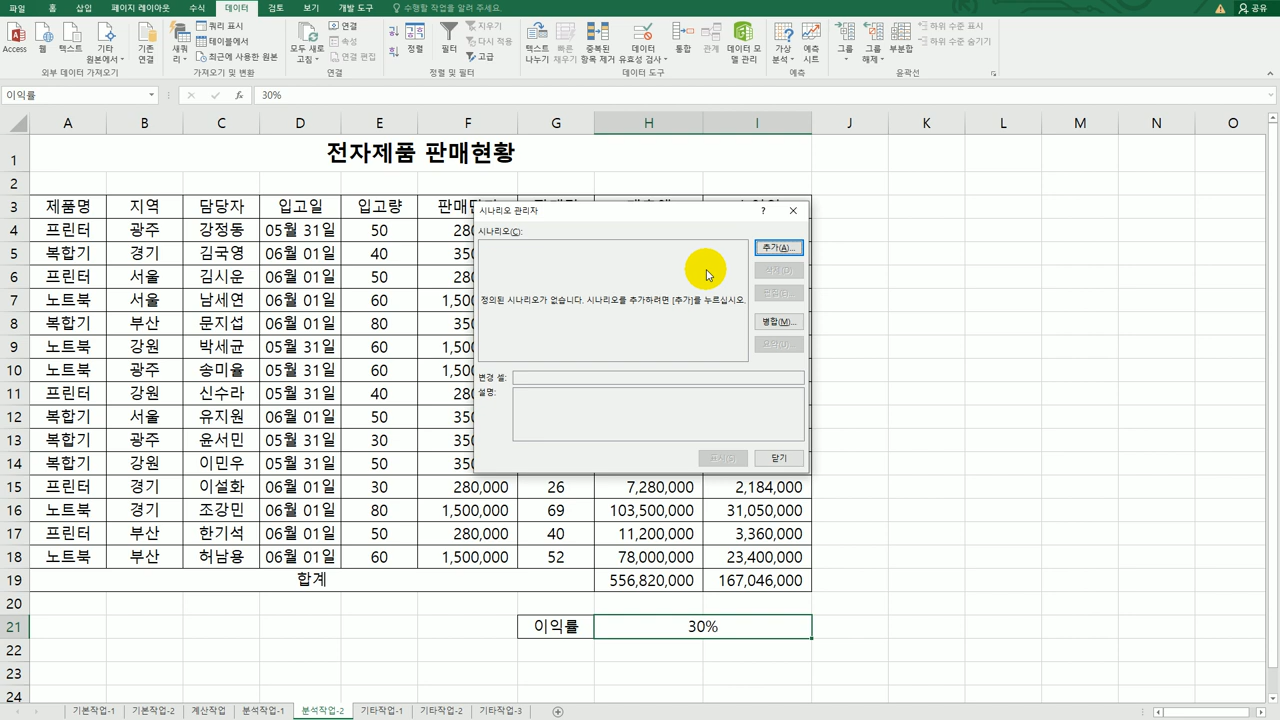 파일 홈 삽입 페이지 레이아웃 수식 데이터 검토 보기 개발 도구 수행할 작업을 알려 주세요. 공유
Access 웹 텍스트 기타 원본에서 기존 연결 새 쿼리 쿼리 표시 테이블에서 최근에 사용한 원본 모두 새로 고침 연결 속성 연결 편집 정렬 필터 지우기 다시 적용 고급 텍스트 나누기 빠른 채우기 중복된 항목 제거 데이터 유효성 검사 통합 관계 데이터 모델 관리 가상 분석 예측 시트 그룹 그룹 해제 부분합 하위 수준 표시 하위 수준 숨기기
외부 데이터 가져오기 가져오기 및 변환 연결 정렬 및 필터 데이터 도구 예측 윤곽선
이익률 fx 30%
A B C D E F G H I J K L M N O
1 전자제품 판매현황
2
3 제품명 지역 담당자 입고일 입고량
4 프린터 광주 강정동 05월 31일 50 280
5 복합기 경기 김국영 06월 01일 40 350
6 프린터 서울 김시운 06월 01일 50 280
7 노트북 서울 남세연 06월 01일 60 1,500
8 복합기 부산 문지섭 06월 01일 80 350
9 노트북 강원 박세균 05월 31일 60 1,500
10 노트북 광주 송미율 06월 01일 60 1,500
11 프린터 강원 신수라 05월 31일 40 280
12 복합기 서울 유지원 06월 01일 50 350
13 복합기 광주 윤서민 05월 31일 30 350
14 복합기 강원 이민우 05월 31일 50 350
15 프린터 경기 이설화 06월 01일 30 280,000 26 7,280,000 2,184,000
16 노트북 경기 조강민 06월 01일 80 1,500,000 69 103,500,000 31,050,000
17 프린터 부산 한기석 06월 01일 50 280,000 40 11,200,000 3,360,000
18 노트북 부산 허남용 06월 01일 60 1,500,000 52 78,000,000 23,400,000
19 합계 556,820,000 167,046,000
20
21 이익률 30%
22
23
24
시나리오 관리자 ?
시나리오(C):
추가(A)...
삭제(D)
편집(E)...
정의된 시나리오가 없습니다. 시나리오를 추가하려면 [추가]를 누르십시오.
병합(M)...
요약(U)...
변경 셀:
설명:
표시(S) 닫기
기본작업-1 기본작업-2 계산작업 분석작업-1 분석작업-2 기타작업-1 기타작업-2 기타작업-3